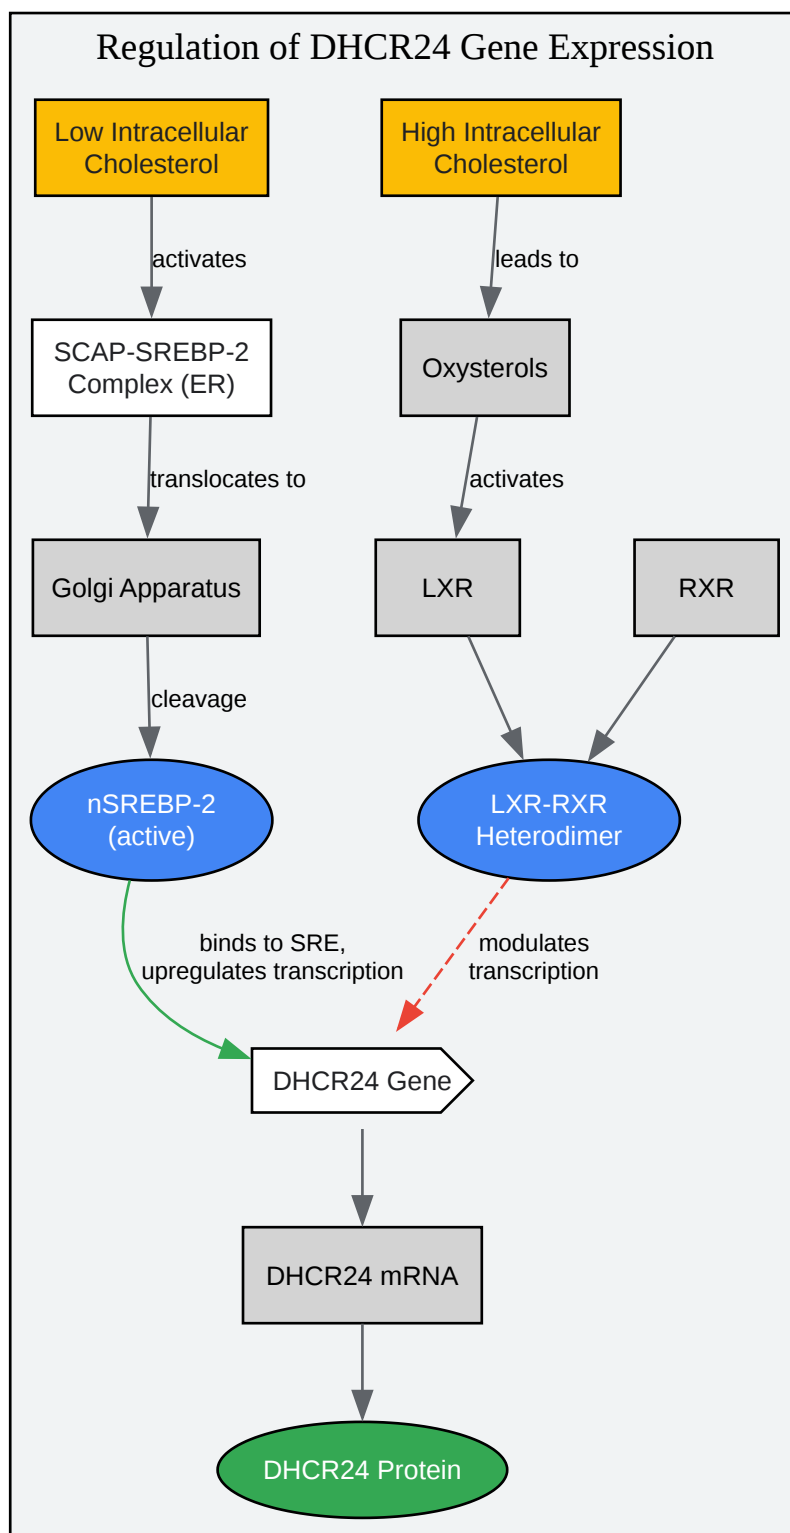 Regulation of DHCR24 Gene Expression
Low Intracellular
Cholesterol
High Intracellular
Cholesterol
activates
leads to
SCAP-SREBP-2
Complex (ER)
Oxysterols
translocates to
activates
Golgi Apparatus
LXR
RXR
cleavage
nSREBP-2
(active)
LXR-RXR
Heterodimer
binds to SRE,
upregulates transcription
modulates
transcription
DHCR24 Gene
DHCR24 mRNA
DHCR24 Protein